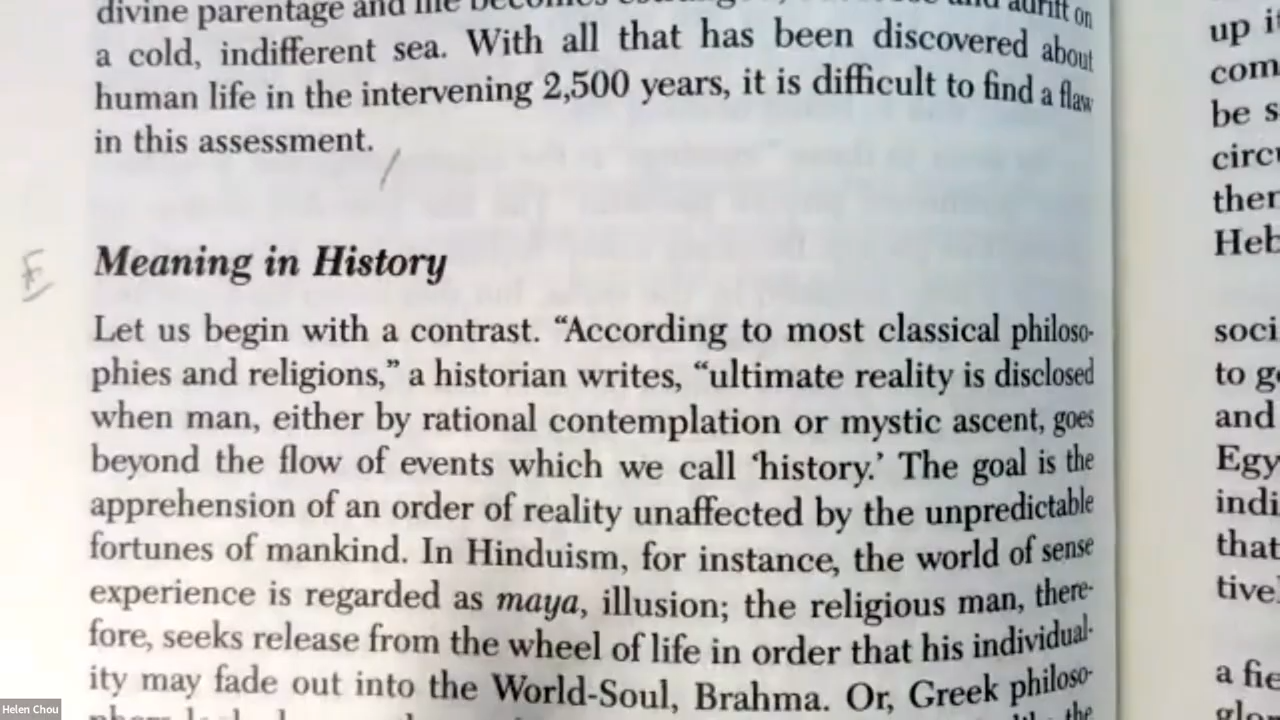 divine parentage and life becomes
adrift on
a cold, indifferent sea. With all that has been discovered about
human life in the intervening 2,500 years, it is difficult to find a flaw
in this assessment.
E
Meaning in History
Let us begin with a contrast. “According to most classical philoso-
phies and religions,” a historian writes, “ultimate reality is disclosed
when man, either by rational contemplation or mystic ascent, goes
beyond the flow of events which we call ‘history.’ The goal is the
apprehension of an order of reality unaffected by the unpredictable
fortunes of mankind. In Hinduism, for instance, the world of sense
experience is regarded as maya, illusion; the religious man, there-
fore, seeks release from the wheel of life in order that his individual-
ity may fade out into the World-Soul, Brahma. Or, Greek philoso-
the
up
com
be s
circu
then
Heb
soci
to g
and
Egy
indi
that
tive
a fie
glo
Helen Chou